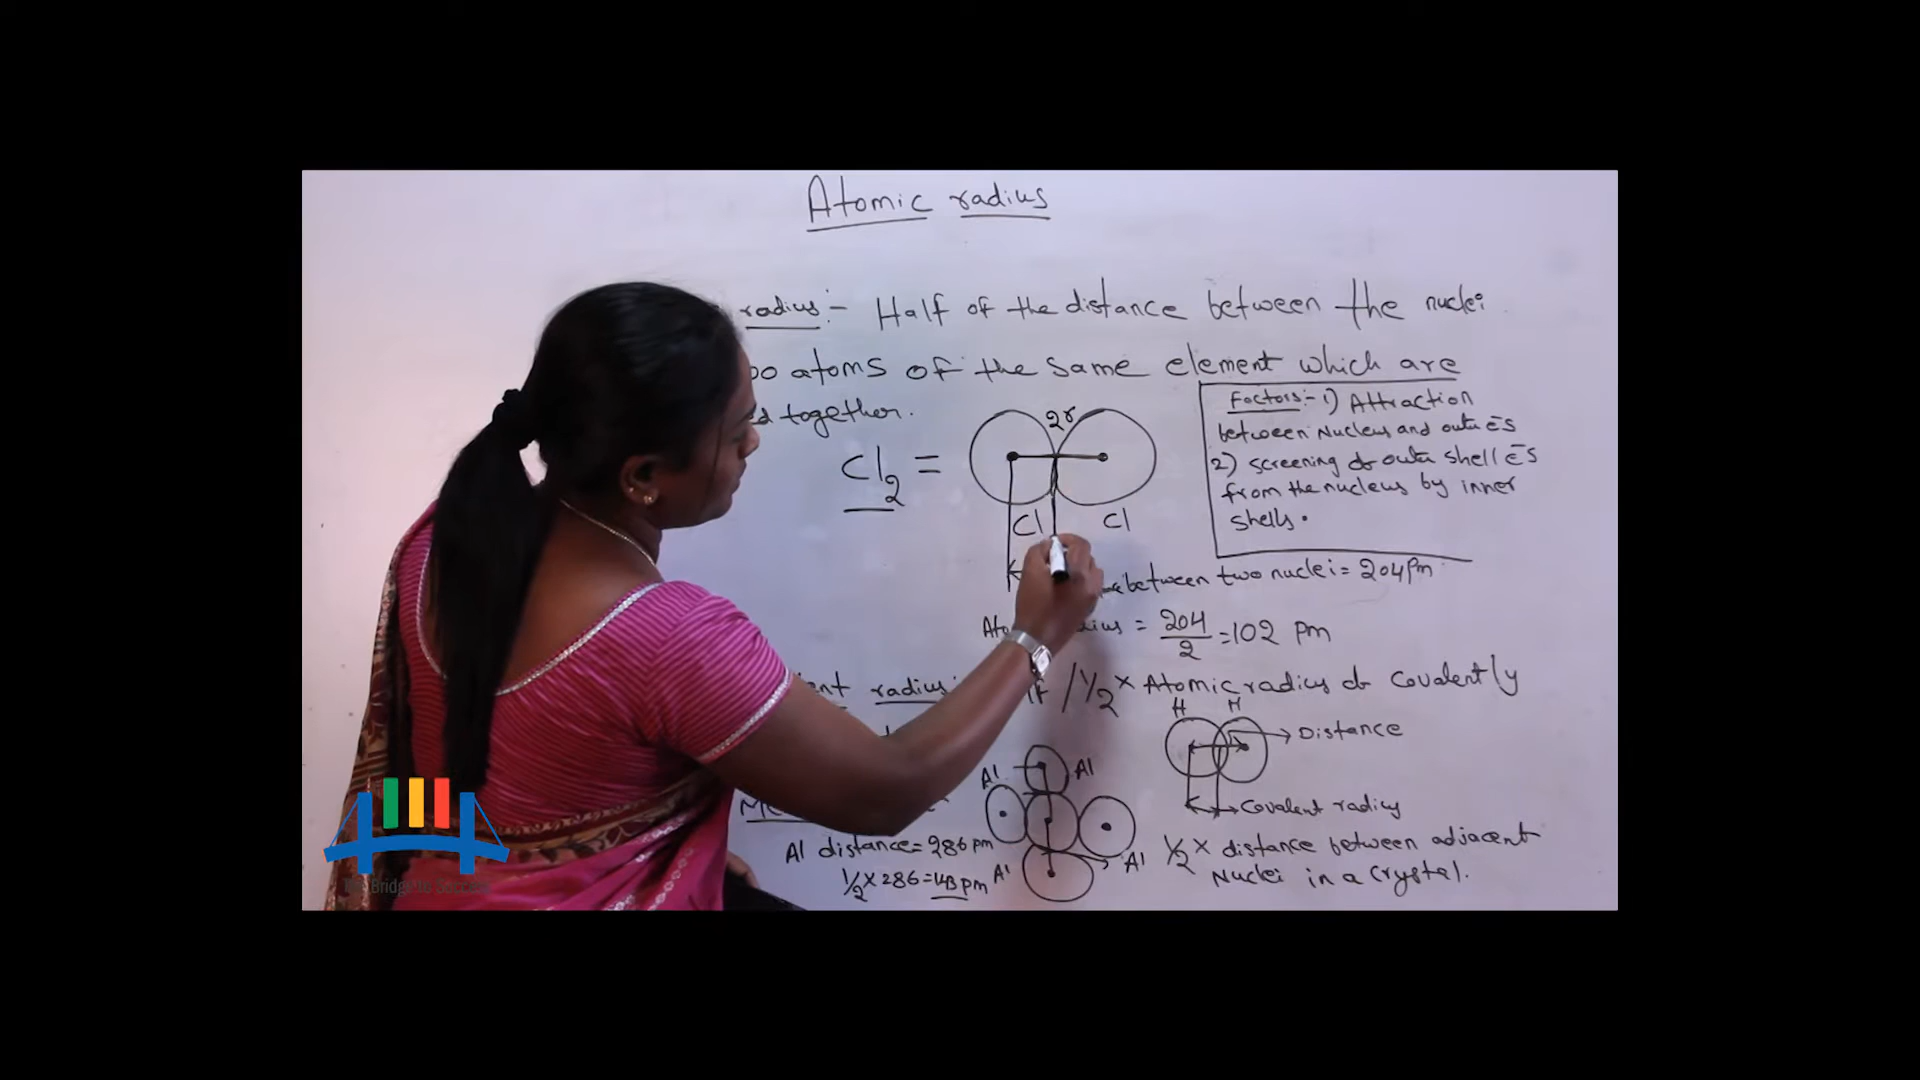 Atomic radius
radius:- Half of the distance between the nuclei
atoms of the same element which are
together.
Factors:- 1) Attraction
between Nucleus and outer ēs
2) screening of outer shell ēs
from the nucleus by inner
shells.
2r
Cl2 =
Cl Cl
between two nuclei = 204 pm
= 204/2 = 102 pm
radius: / 1/2 × Atomic radius of covalently
H H
Distance
Covalent radius
Al Al
Al distance = 286 pm
1/2 × 286 = 143 pm
Al Al
1/2 × distance between adjacent
Nuclei in a crystal.
The Bridge to Success